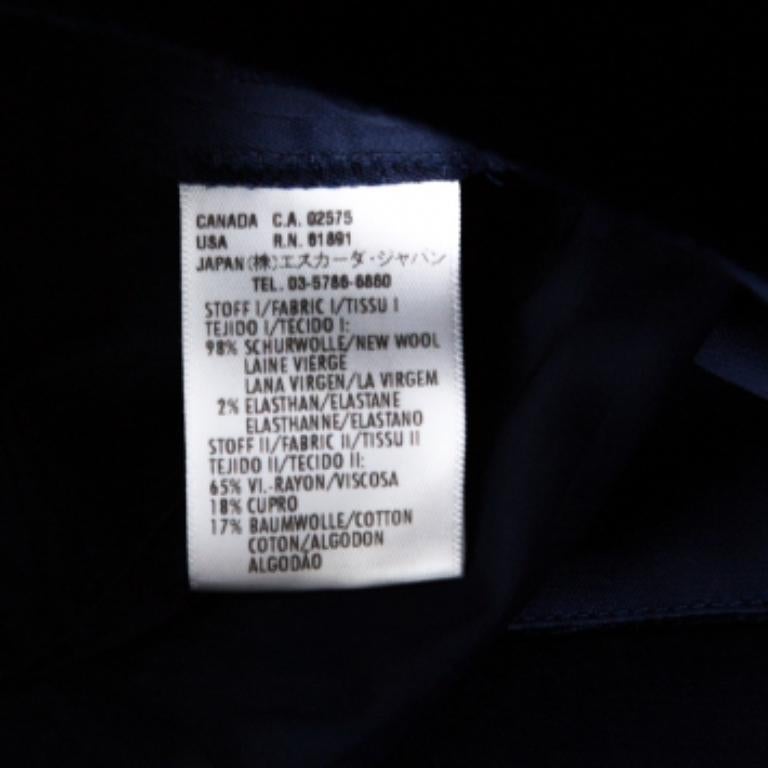 CANADA C.A. 02575
USA R.N. 81891
JAPAN (株)エスカーダ・ジャパン
TEL. 03-5786-6860
STOFF I/FABRIC I/TISSU I
TEJIDO I/TECIDO I:
98% SCHURWOLLE/NEW WOOL
LAINE VIERGE
LANA VIRGEN/LA VIRGEM
2% ELASTHAN/ELASTANE
ELASTHANNE/ELASTANO
STOFF II/FABRIC II/TISSU II
TEJIDO II/TECIDO II:
65% VI.-RAYON/VISCOSA
18% CUPRO
17% BAUMWOLLE/COTTON
COTON/ALGODON
ALGODÃO